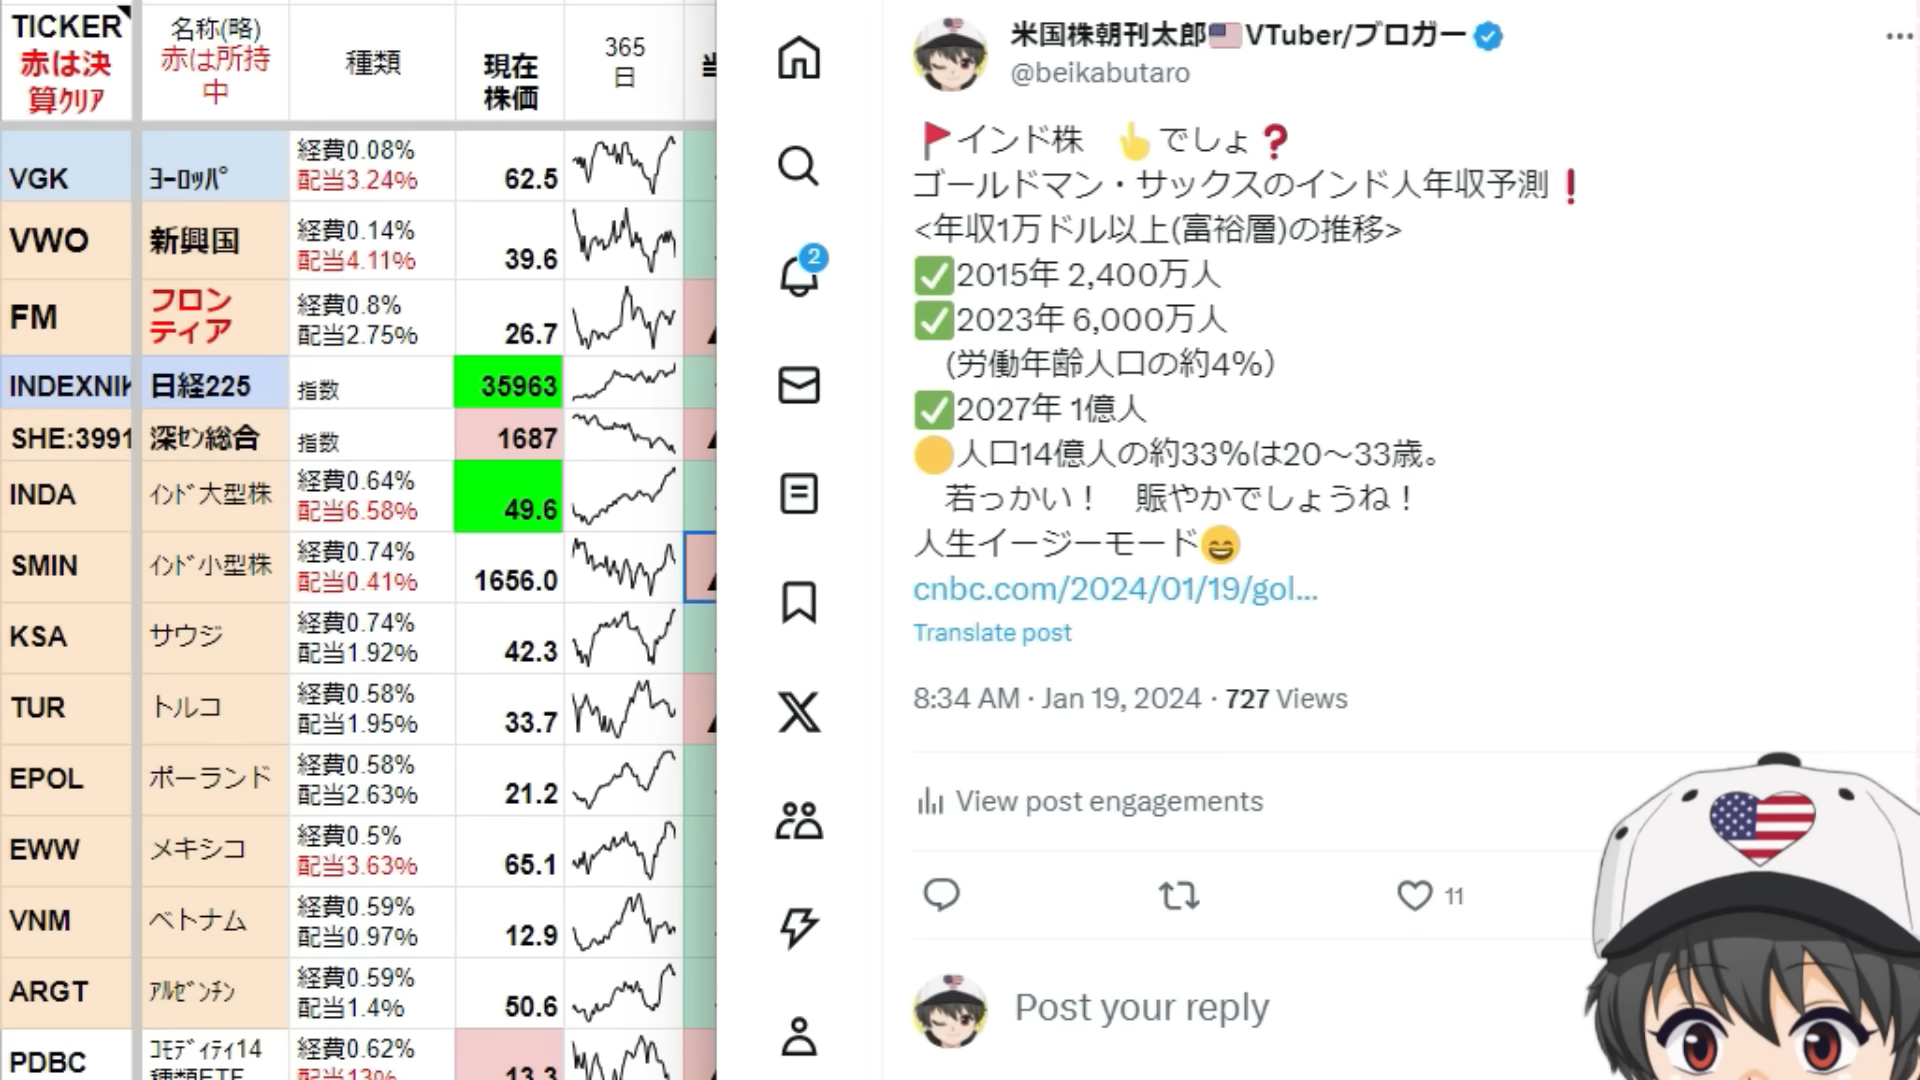 TICKER
赤は決
算ｸﾘｱ
名称(略)
赤は所持
中
種類
現在
株価
365
日
VGK
ﾖｰﾛｯﾊﾟ
経費0.08%
配当3.24%
62.5
VWO
新興国
経費0.14%
配当4.11%
39.6
FM
フロン
ティア
経費0.8%
配当2.75%
26.7
INDEXNIK
日経225
指数
35963
SHE:3991
深ｾﾝ総合
指数
1687
INDA
ｲﾝﾄﾞ大型株
経費0.64%
配当6.58%
49.6
SMIN
ｲﾝﾄﾞ小型株
経費0.74%
配当0.41%
1656.0
KSA
サウジ
経費0.74%
配当1.92%
42.3
TUR
トルコ
経費0.58%
配当1.95%
33.7
EPOL
ポーランド
経費0.58%
配当2.63%
21.2
EWW
メキシコ
経費0.5%
配当3.63%
65.1
VNM
ベトナム
経費0.59%
配当0.97%
12.9
ARGT
ｱﾙｾﾞﾝﾁﾝ
経費0.59%
配当1.4%
50.6
PDBC
ｺﾓﾃﾞｨﾃｨ14
種類ETF
経費0.62%
配当13%
13.3
2
米国株朝刊太郎🇺🇸VTuber/ブロガー
@beikabutaro
🚩インド株　👆でしょ❓
ゴールドマン・サックスのインド人年収予測❗
<年収1万ドル以上(富裕層)の推移>
✅2015年 2,400万人
✅2023年 6,000万人
(労働年齢人口の約4%)
✅2027年 1億人
🟡人口14億人の約33%は20～33歳。
若っかい！　賑やかでしょうね！
人生イージーモード😄
cnbc.com/2024/01/19/gol...
Translate post
8:34 AM · Jan 19, 2024 · 727 Views
View post engagements
11
Post your reply